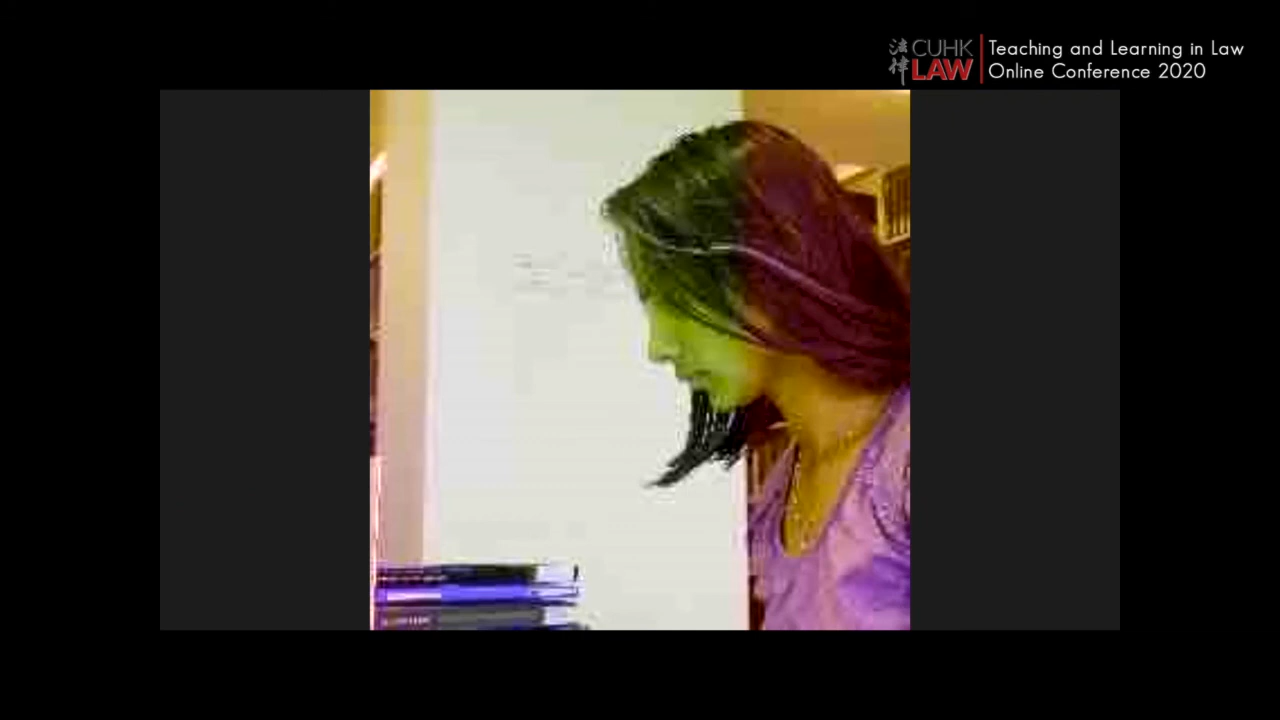 法律 CUHK LAW
Teaching and Learning in Law
Online Conference 2020